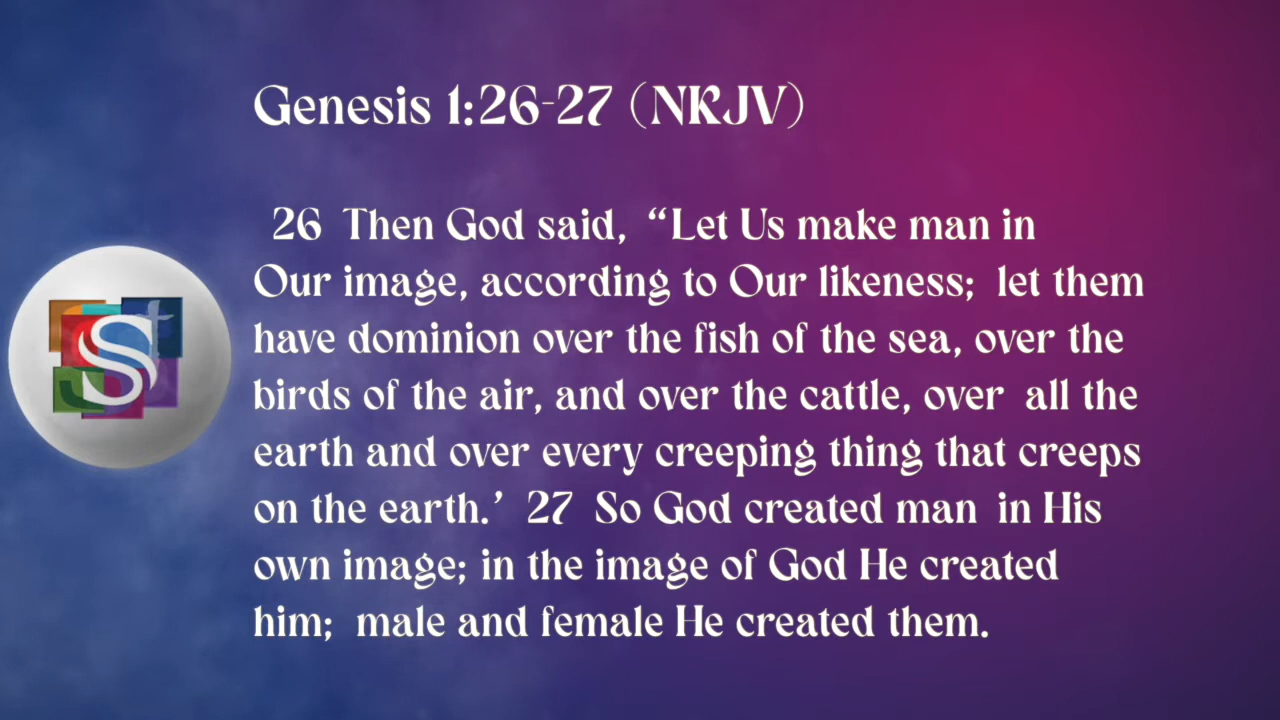 Genesis 1:26-27 (NKJV)
26 Then God said, “Let Us make man in
Our image, according to Our likeness; let them
have dominion over the fish of the sea, over the
birds of the air, and over the cattle, over all the
earth and over every creeping thing that creeps
on the earth.’ 27 So God created man in His
own image; in the image of God He created
him; male and female He created them.
S